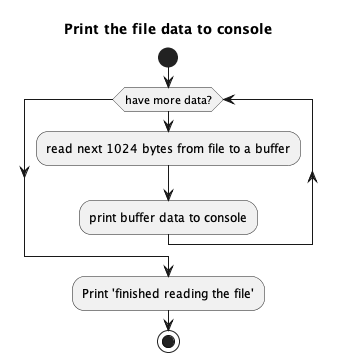 Print the file data to console
have more data?
read next 1024 bytes from file to a buffer
print buffer data to console
Print 'finished reading the file'